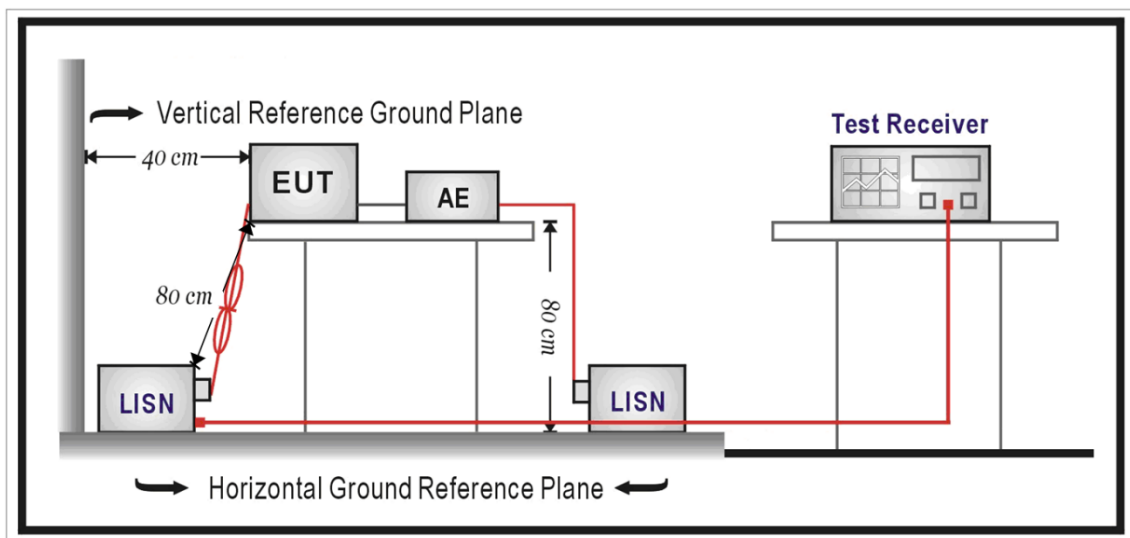 Vertical Reference Ground Plane
Test Receiver
40 cm
EUT
AE
80 cm
80 cm
LISN
LISN
Horizontal Ground Reference Plane